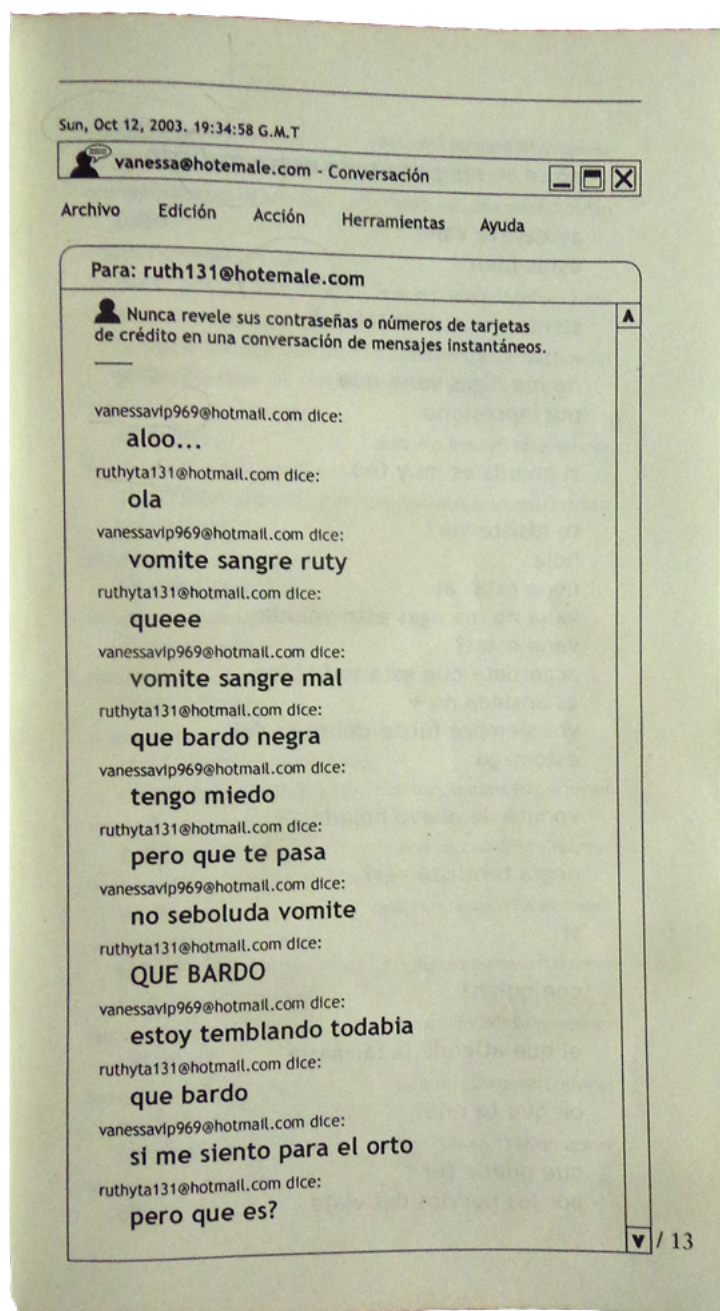 Sun, Oct 12, 2003. 19:34:58 G.M.T
vanessa@hotemale.com - Conversación
Archivo Edición Acción Herramientas Ayuda
Para: ruth131@hotemale.com
Nunca revele sus contraseñas o números de tarjetas
de crédito en una conversación de mensajes instantáneos.
vanessavip969@hotmail.com dice:
aloo...
ruthyta131@hotmail.com dice:
ola
vanessavip969@hotmail.com dice:
vomite sangre ruty
ruthyta131@hotmail.com dice:
queee
vanessavip969@hotmail.com dice:
vomite sangre mal
ruthyta131@hotmail.com dice:
que bardo negra
vanessavip969@hotmail.com dice:
tengo miedo
ruthyta131@hotmail.com dice:
pero que te pasa
vanessavip969@hotmail.com dice:
no seboluda vomite
ruthyta131@hotmail.com dice:
QUE BARDO
vanessavip969@hotmail.com dice:
estoy temblando todabia
ruthyta131@hotmail.com dice:
que bardo
vanessavip969@hotmail.com dice:
si me siento para el orto
ruthyta131@hotmail.com dice:
pero que es?
/ 13